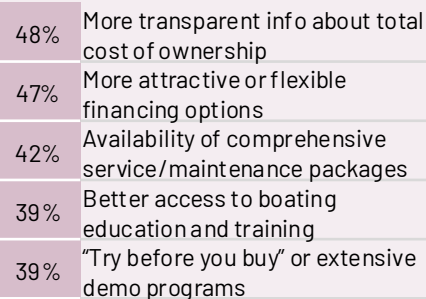 48% More transparent info about total
cost of ownership
47% More attractive or flexible
financing options
42% Availability of comprehensive
service/maintenance packages
39% Better access to boating
education and training
39% “Try before you buy” or extensive
demo programs